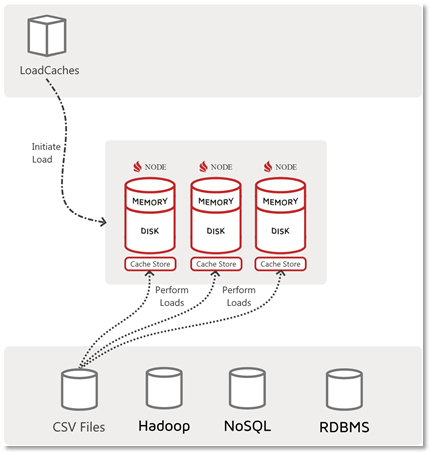 LoadCaches
Initiate
Load
NODE NODE NODE
MEMORY MEMORY MEMORY
DISK DISK DISK
Cache Store Cache Store Cache Store
Perform Perform
Loads Loads
CSV Files Hadoop NoSQL RDBMS